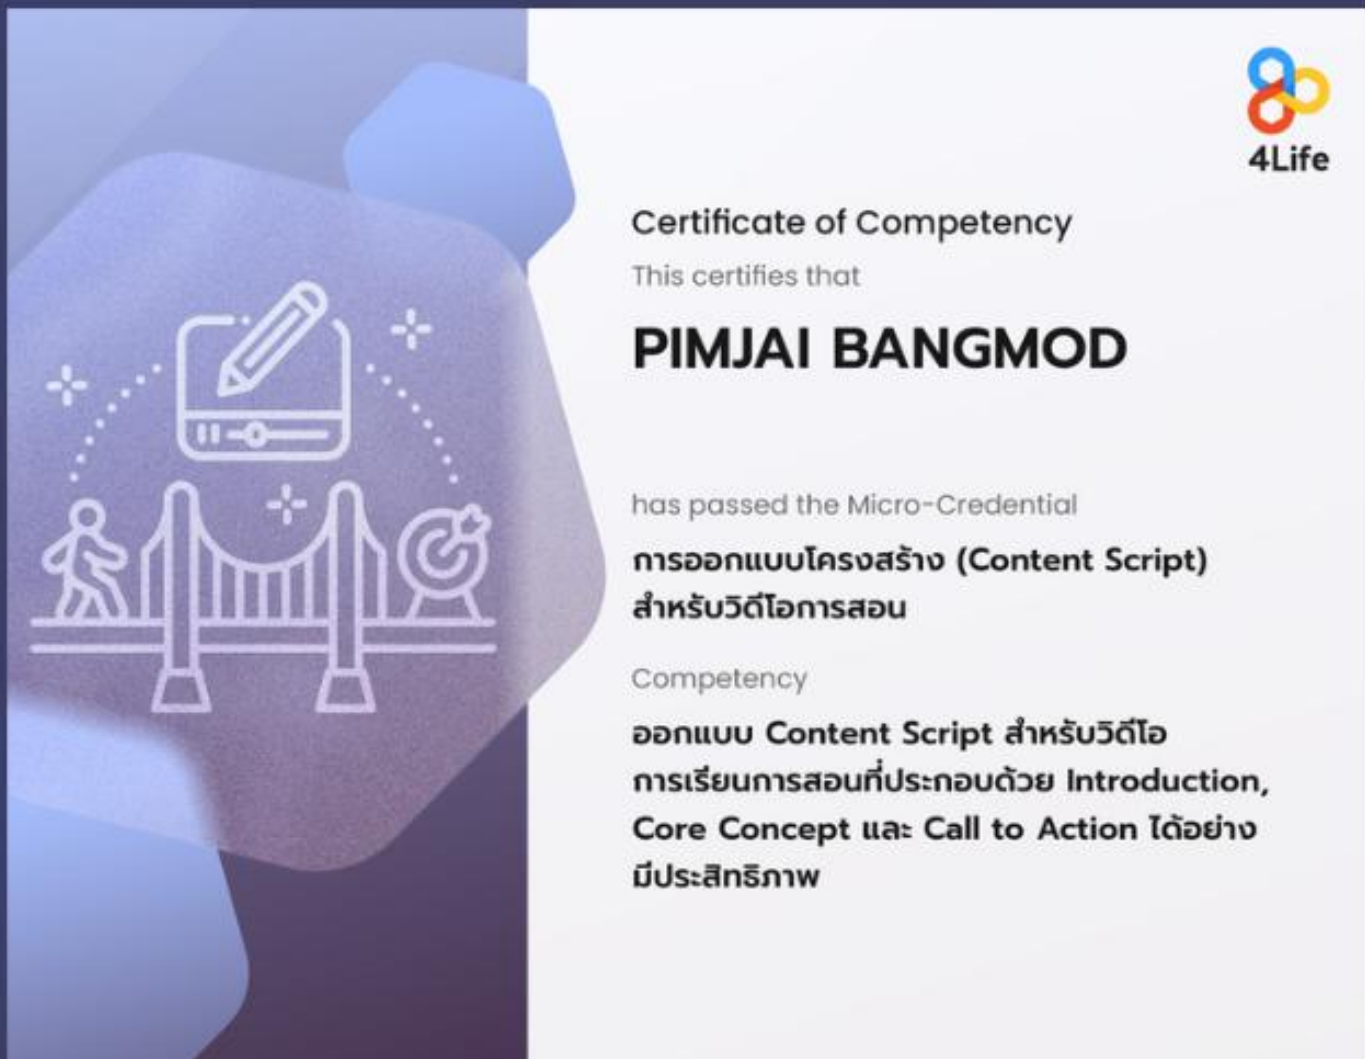 4Life
Certificate of Competency
This certifies that
PIMJAI BANGMOD
has passed the Micro-Credential
การออกแบบโครงสร้าง (Content Script)
สำหรับวิดีโอการสอน
Competency
ออกแบบ Content Script สำหรับวิดีโอ
การเรียนการสอนที่ประกอบด้วย Introduction,
Core Concept และ Call to Action ได้อย่าง
มีประสิทธิภาพ